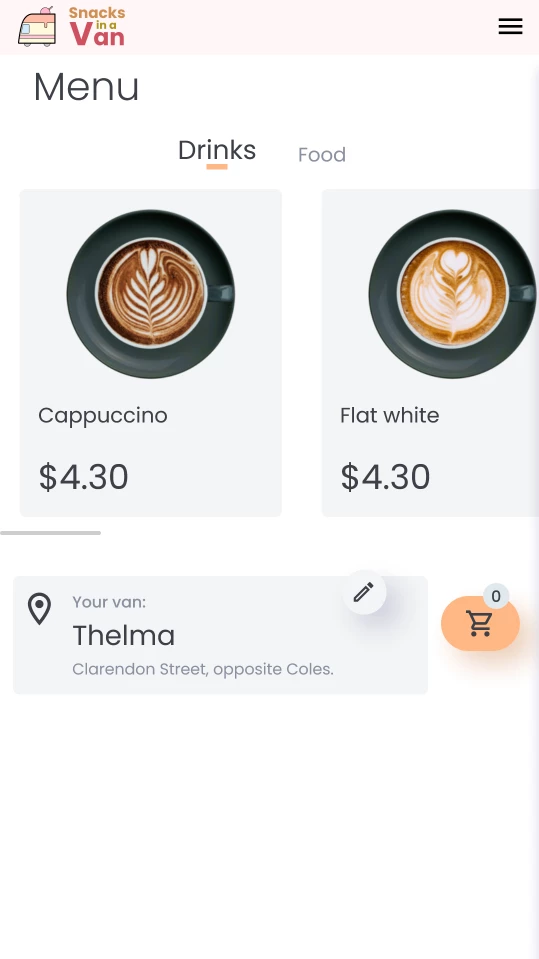 Snacks
in a
Van
Menu
Drinks
Food
Cappuccino
Flat white
$4.30
$4.30
Your van:
Thelma
Clarendon Street, opposite Coles.
0